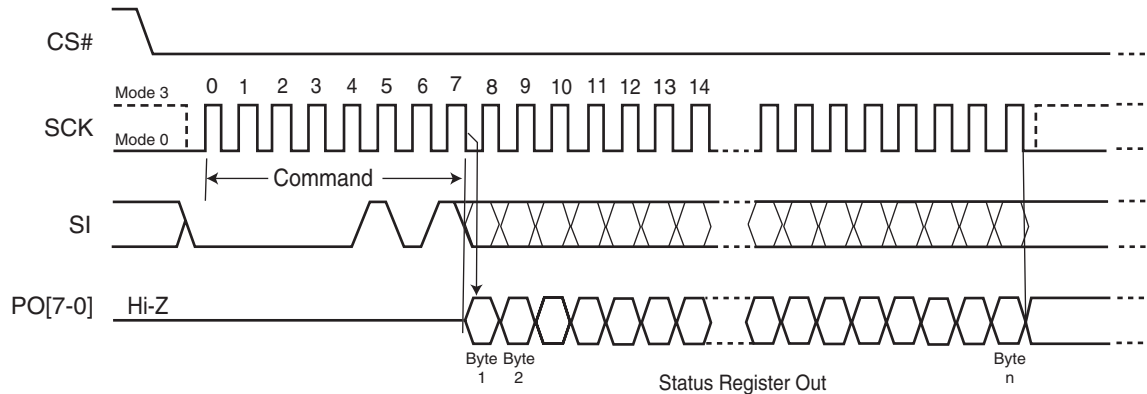 CS#
Mode 3
0 1 2 3 4 5 6 7 8 9 10 11 12 13 14
SCK
Mode 0
Command
SI
PO[7-0]
Hi-Z
Byte 1
Byte 2
Byte n
Status Register Out